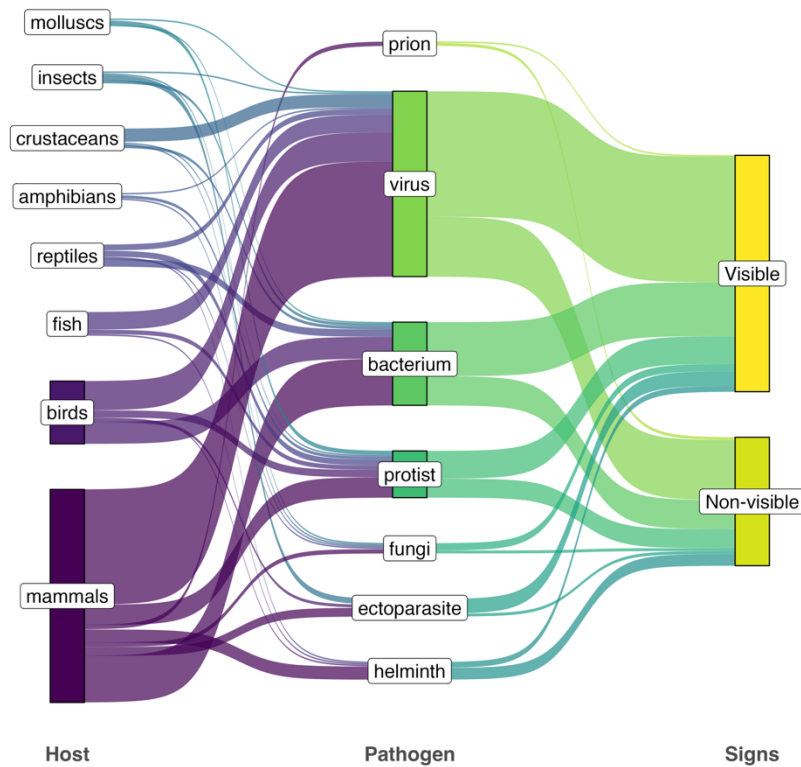 molluscs
insects
crustaceans
amphibians
reptiles
fish
birds
mammals
prion
virus
bacterium
protist
fungi
ectoparasite
helminth
Visible
Non-visible
Host
Pathogen
Signs